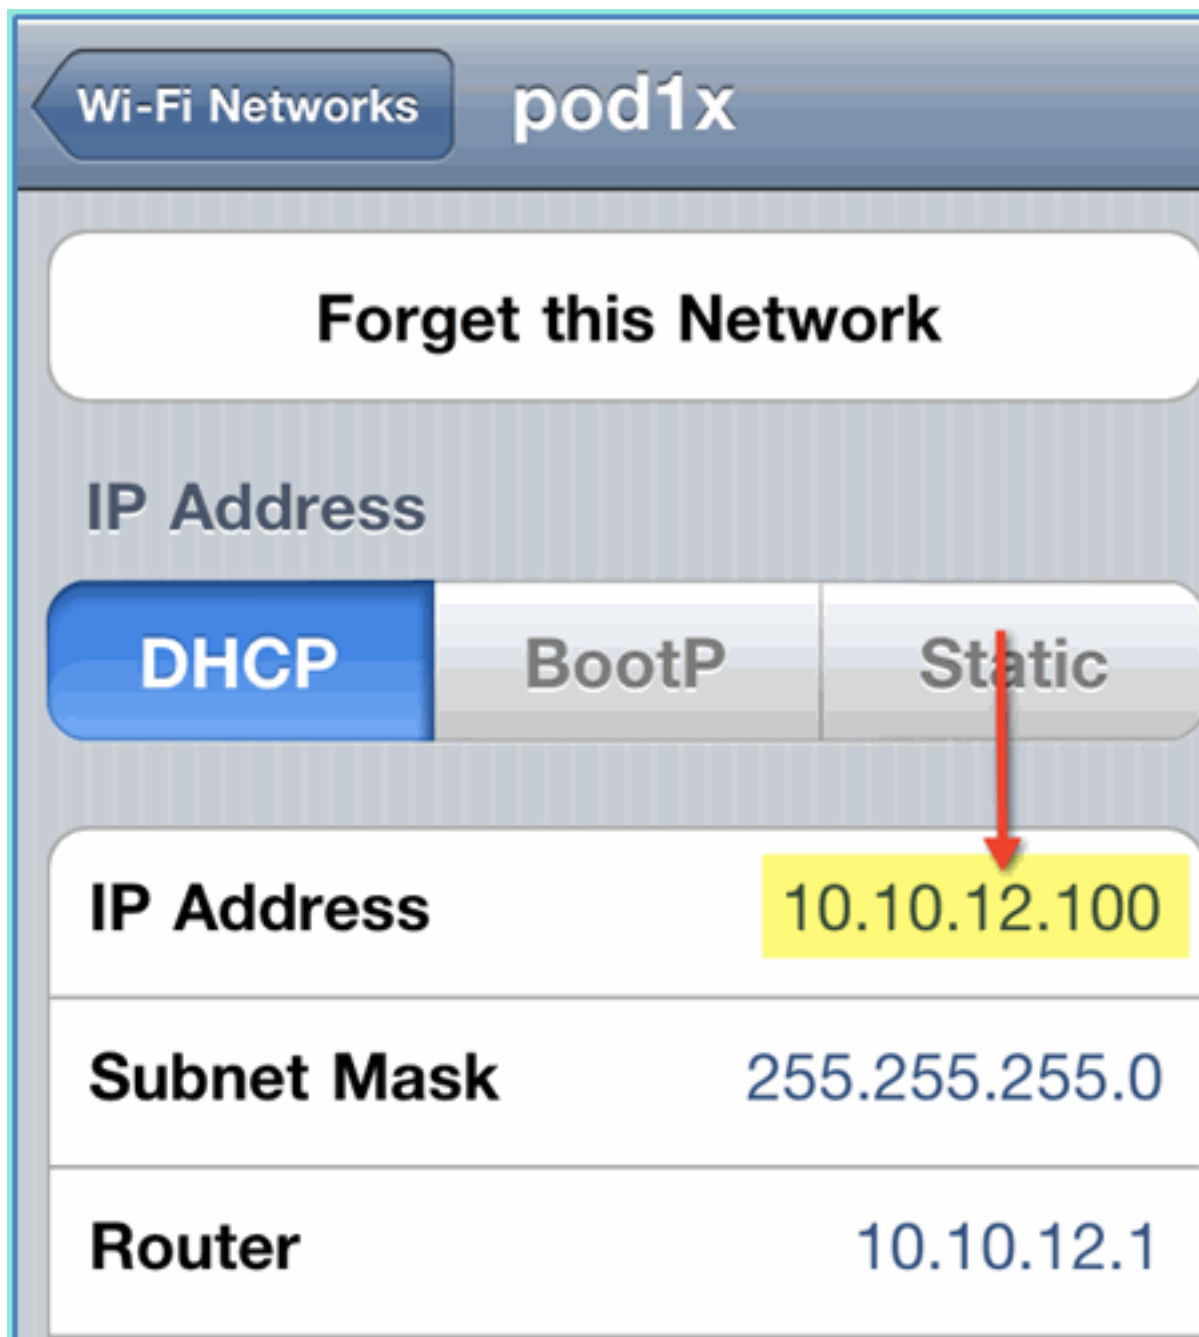 Wi-Fi Networks pod1x
Forget this Network
IP Address
DHCP BootP Static
IP Address 10.10.12.100
Subnet Mask 255.255.255.0
Router 10.10.12.1